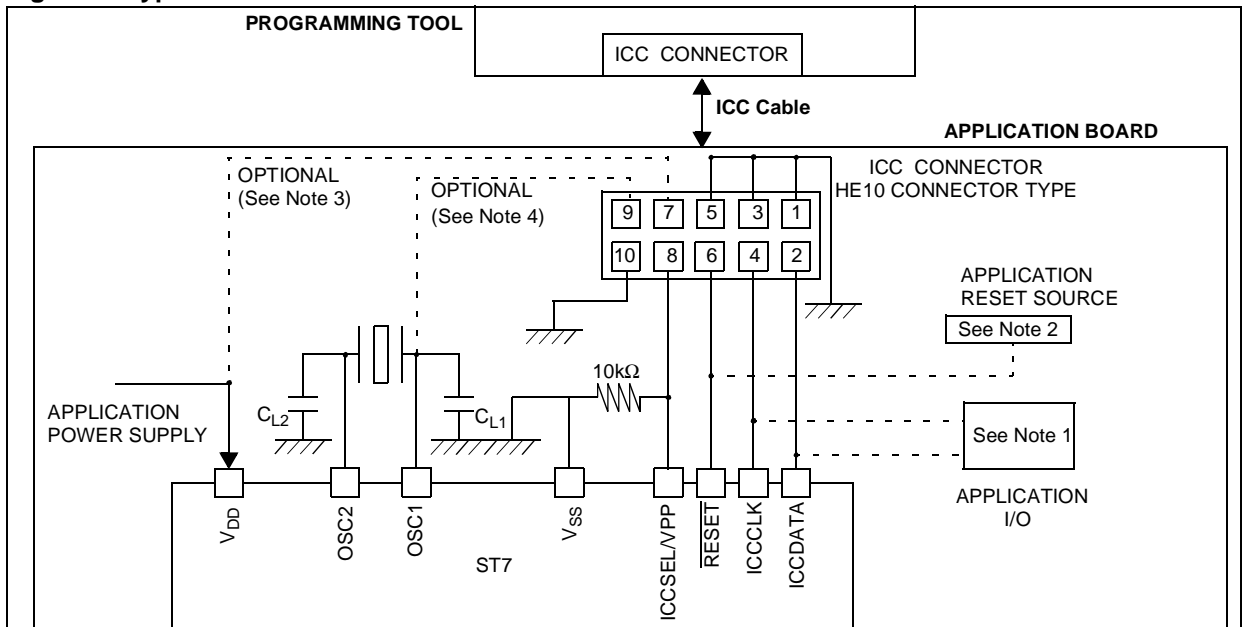 PROGRAMMING TOOL
ICC CONNECTOR
ICC Cable
APPLICATION BOARD
OPTIONAL
(See Note 3)
OPTIONAL
(See Note 4)
ICC CONNECTOR
HE10 CONNECTOR TYPE
9 7 5 3 1
10 8 6 4 2
APPLICATION
RESET SOURCE
See Note 2
10kΩ
APPLICATION
POWER SUPPLY
CL2
CL1
See Note 1
APPLICATION
I/O
VDD
OSC2
OSC1
VSS
ICCSEL/VPP
RESET
ICCCLK
ICCDATA
ST7